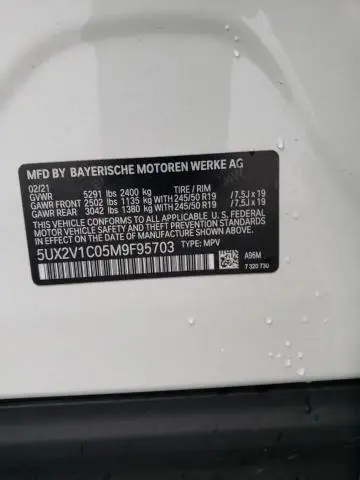 MFD BY BAYERISCHE MOTOREN WERKE AG
02/21
GVWR 5291 lbs 2400 kg TIRE / RIM
GAWR FRONT 2502 lbs 1135 kg with 245/50 R19 /7.5J x 19
GAWR REAR 3042 lbs 1380 kg with 245/50 R19 /7.5J x 19
THIS VEHICLE CONFORMS TO ALL APPLICABLE U.S. FEDERAL
MOTOR VEHICLE SAFETY, BUMPER, AND THEFT PREVENTION
STANDARDS IN EFFECT ON THE DATE OF MANUFACTURE SHOWN ABOVE.
5UX2V1C05M9F95703 TYPE: MPV
A96M
7 320 730